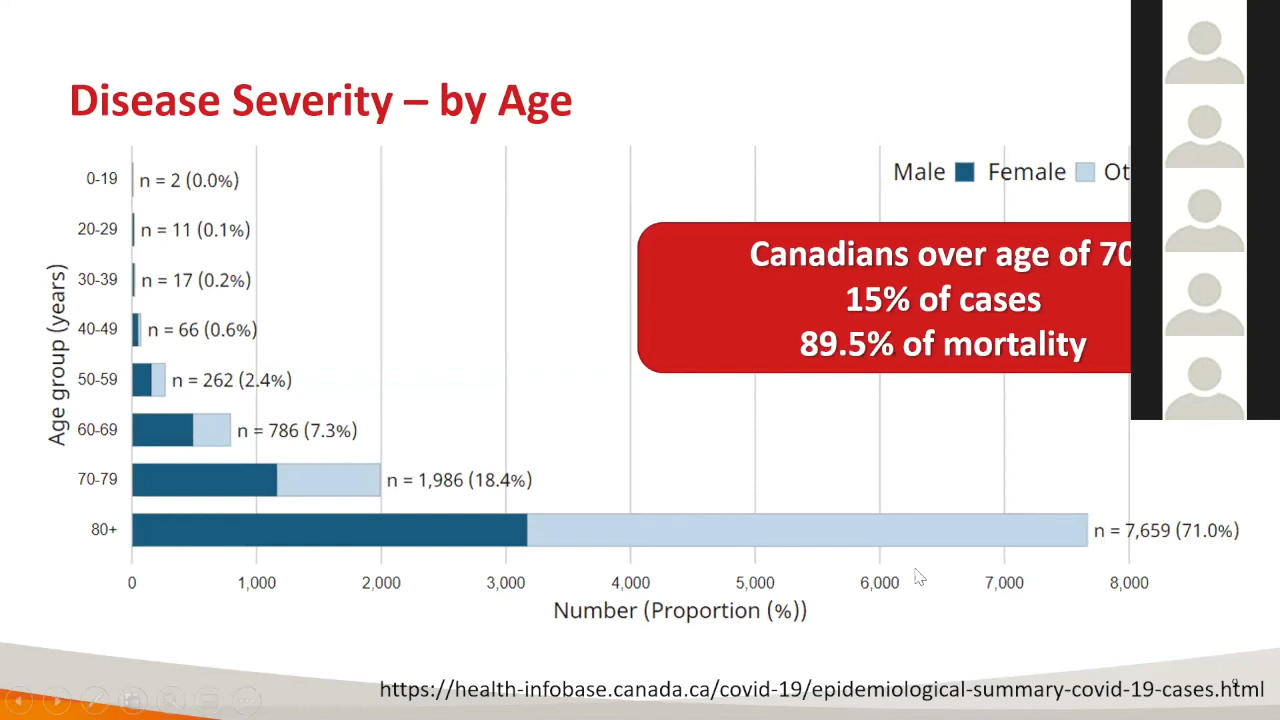 Disease Severity – by Age
Male Female Ot
0-19 n = 2 (0.0%)
20-29 n = 11 (0.1%)
30-39 n = 17 (0.2%)
40-49 n = 66 (0.6%)
50-59 n = 262 (2.4%)
60-69 n = 786 (7.3%)
70-79 n = 1,986 (18.4%)
80+ n = 7,659 (71.0%)
Age group (years)
Canadians over age of 70
15% of cases
89.5% of mortality
0 1,000 2,000 3,000 4,000 5,000 6,000 7,000 8,000
Number (Proportion (%))
https://health-infobase.canada.ca/covid-19/epidemiological-summary-covid-19-cases.html